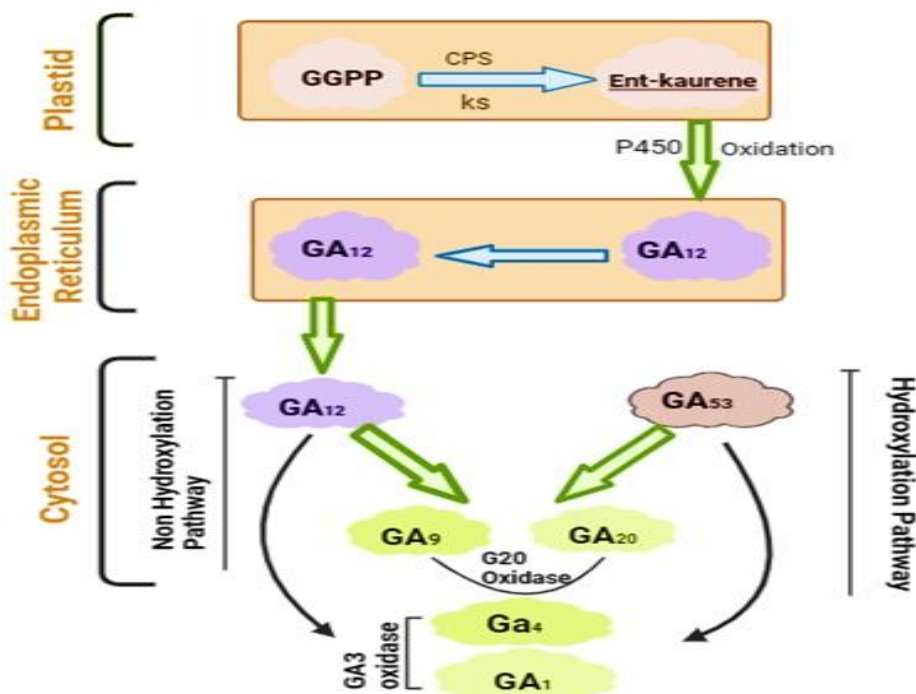 Plastid
GGPP
CPS
ks
Ent-kaurene
P450 Oxidation
Endoplasmic
Reticulum
GA12
GA12
Cytosol
Non Hydroxylation
Pathway
GA12
GA53
Hydroxylation Pathway
GA9
GA20
G20
Oxidase
GA3
oxidase
Ga4
GA1